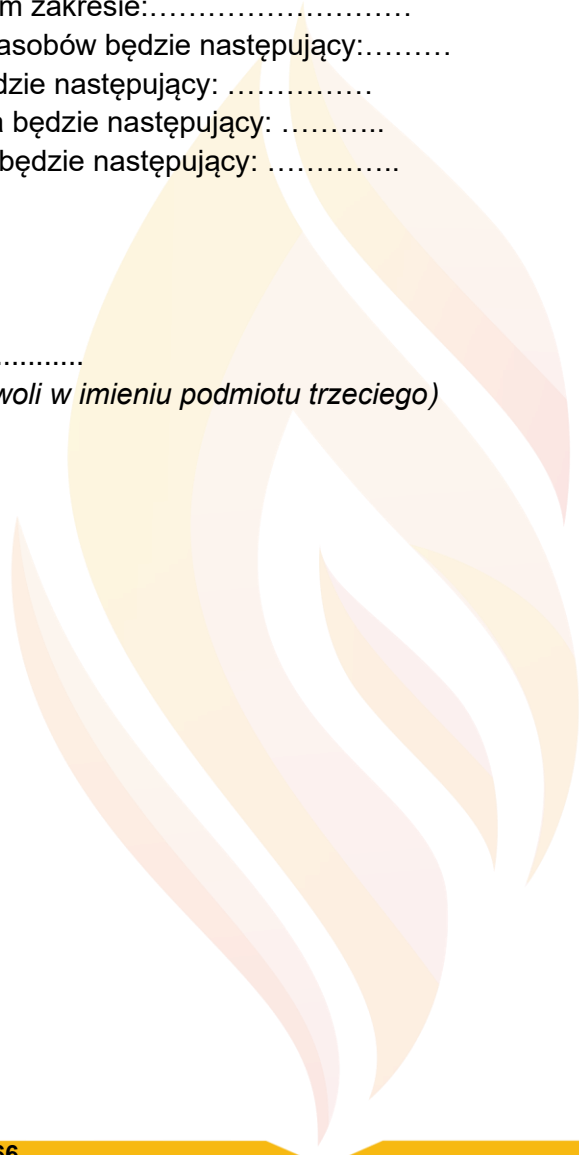 m zakresie:………………………
asobów będzie następujący:………
dzie następujący: ……………
a będzie następujący: ………..
będzie następujący: …………..
...........
woli w imieniu podmiotu trzeciego)
66